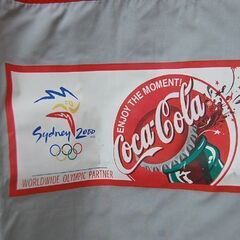 Sydney 2000
WORLDWIDE OLYMPIC PARTNER
ENJOY THE MOMENT!
Coca-Cola